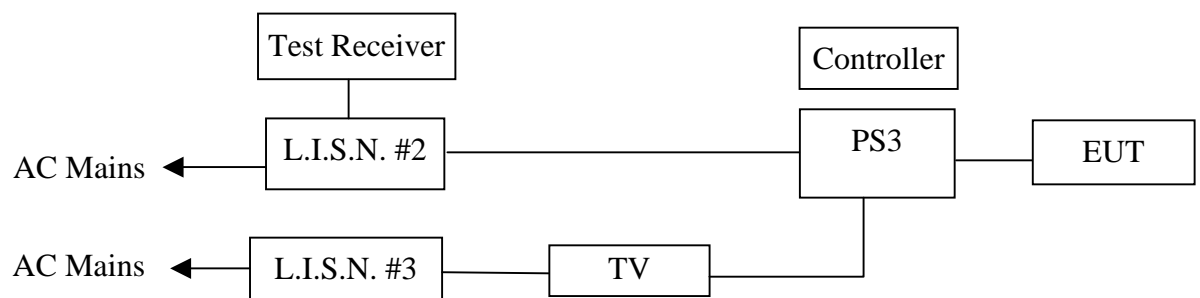 Test Receiver
Controller
AC Mains
L.I.S.N. #2
PS3
EUT
AC Mains
L.I.S.N. #3
TV